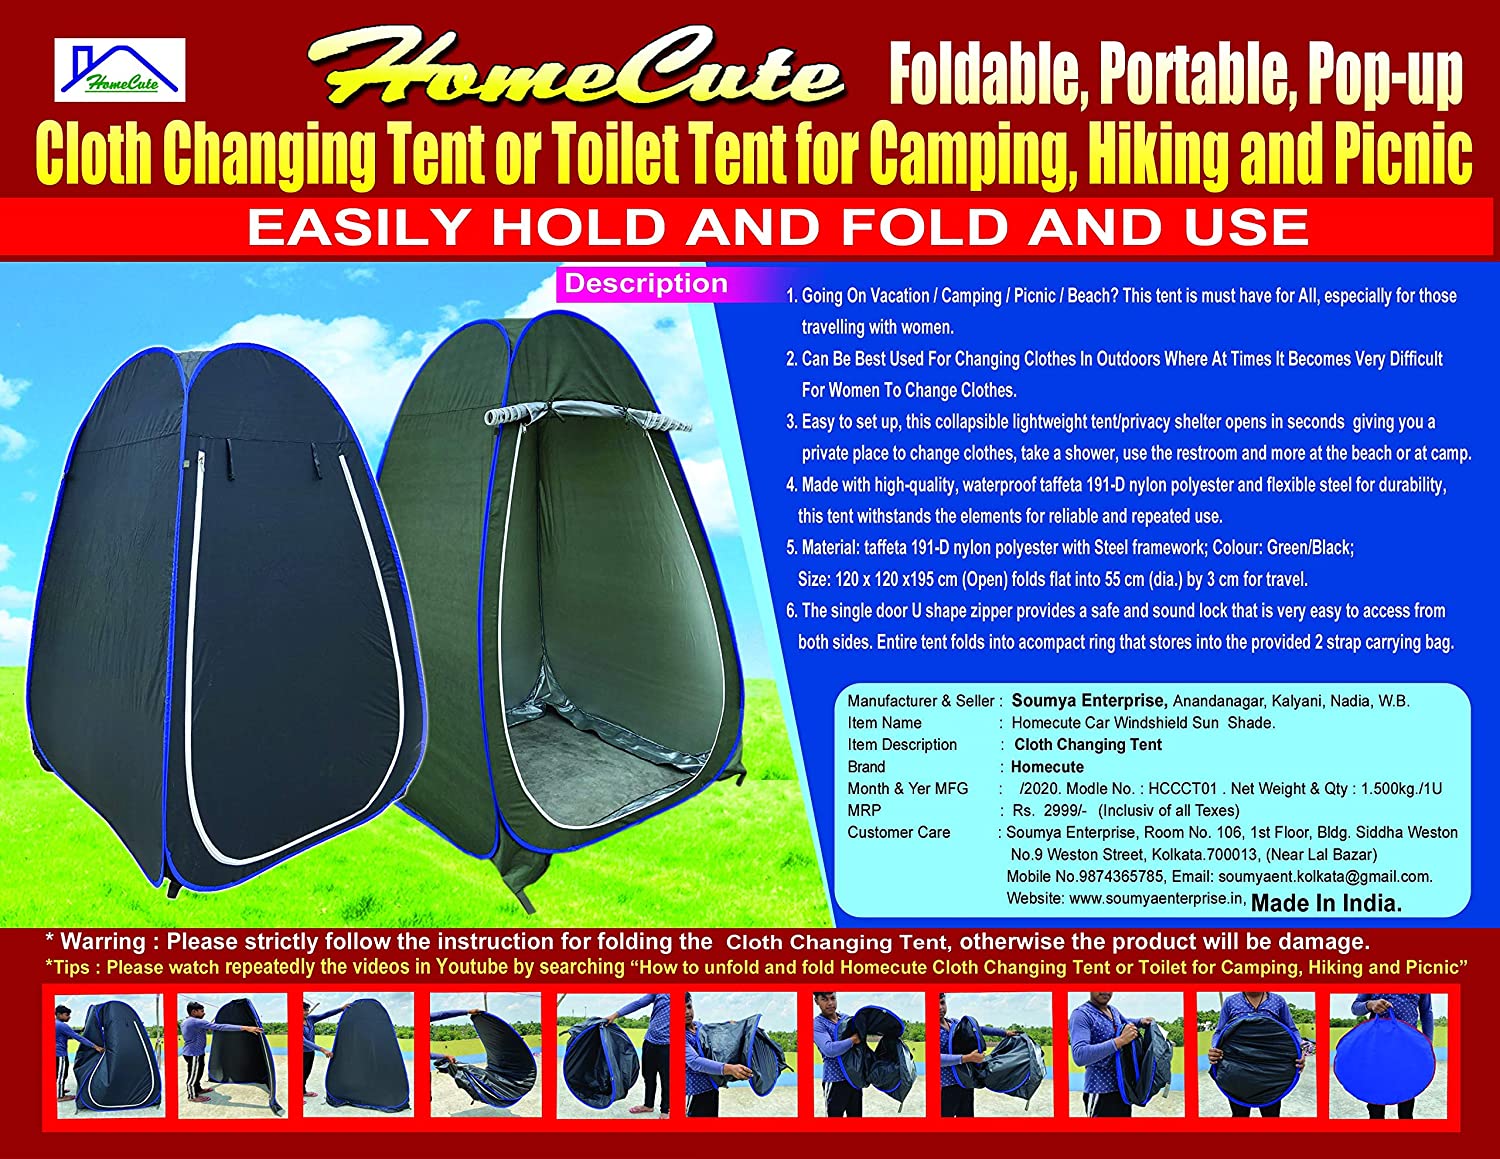 HomeCute
HomeCute Foldable, Portable, Pop-up
Cloth Changing Tent or Toilet Tent for Camping, Hiking and Picnic
EASILY HOLD AND FOLD AND USE
Description
1. Going On Vacation / Camping / Picnic / Beach? This tent is must have for All, especially for those
travelling with women.
2. Can Be Best Used For Changing Clothes In Outdoors Where At Times It Becomes Very Difficult
For Women To Change Clothes.
3. Easy to set up, this collapsible lightweight tent/privacy shelter opens in seconds giving you a
private place to change clothes, take a shower, use the restroom and more at the beach or at camp.
4. Made with high-quality, waterproof taffeta 191-D nylon polyester and flexible steel for durability,
this tent withstands the elements for reliable and repeated use.
5. Material: taffeta 191-D nylon polyester with Steel framework; Colour: Green/Black;
Size: 120 x 120 x195 cm (Open) folds flat into 55 cm (dia.) by 3 cm for travel.
6. The single door U shape zipper provides a safe and sound lock that is very easy to access from
both sides. Entire tent folds into acompact ring that stores into the provided 2 strap carrying bag.
Manufacturer & Seller : Soumya Enterprise, Anandanagar, Kalyani, Nadia, W.B.
Item Name : Homecute Car Windshield Sun Shade.
Item Description : Cloth Changing Tent
Brand : Homecute
Month & Yer MFG : /2020. Modle No. : HCCCT01 . Net Weight & Qty : 1.500kg./1U
MRP : Rs. 2999/- (Inclusiv of all Texes)
Customer Care : Soumya Enterprise, Room No. 106, 1st Floor, Bldg. Siddha Weston
No.9 Weston Street, Kolkata.700013, (Near Lal Bazar)
Mobile No.9874365785, Email: soumyaent.kolkata@gmail.com.
Website: www.soumyaenterprise.in, Made In India.
* Warring : Please strictly follow the instruction for folding the Cloth Changing Tent, otherwise the product will be damage.
*Tips : Please watch repeatedly the videos in Youtube by searching “How to unfold and fold Homecute Cloth Changing Tent or Toilet for Camping, Hiking and Picnic”